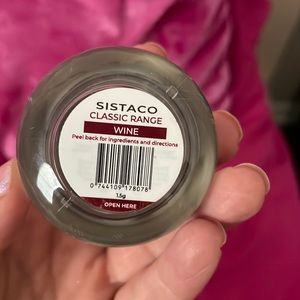 SISTACO
CLASSIC RANGE
WINE
Peel back for ingredients and directions
0 744109 178078
1.5g
OPEN HERE